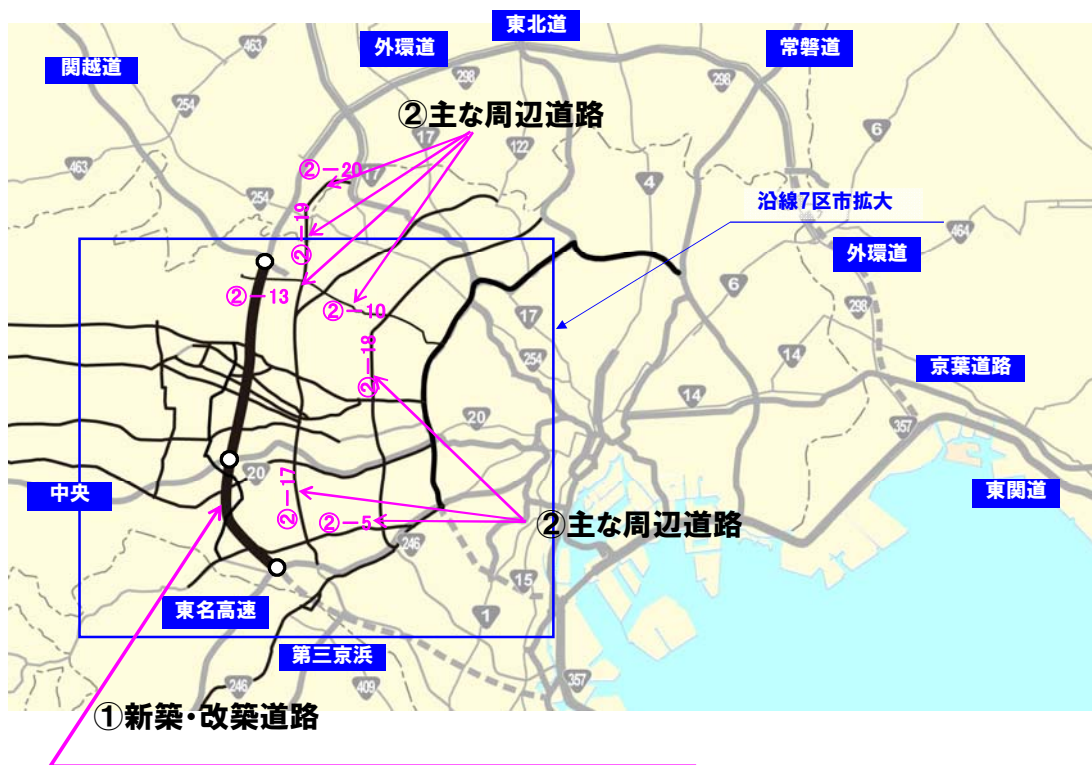 東北道
外環道
常磐道
関越道
463
298
298
254
②主な周辺道路
17
6
122
463
②－20
17
4
254
②－19
沿線7区市拡大
464
外環道
6
②－13
②－10
298
17
②－18
254
14
京葉道路
14
20
357
20
中央
②－17
東関道
②－5
②主な周辺道路
246
15
東名高速
1
第三京浜
357
246
409
①新築・改築道路